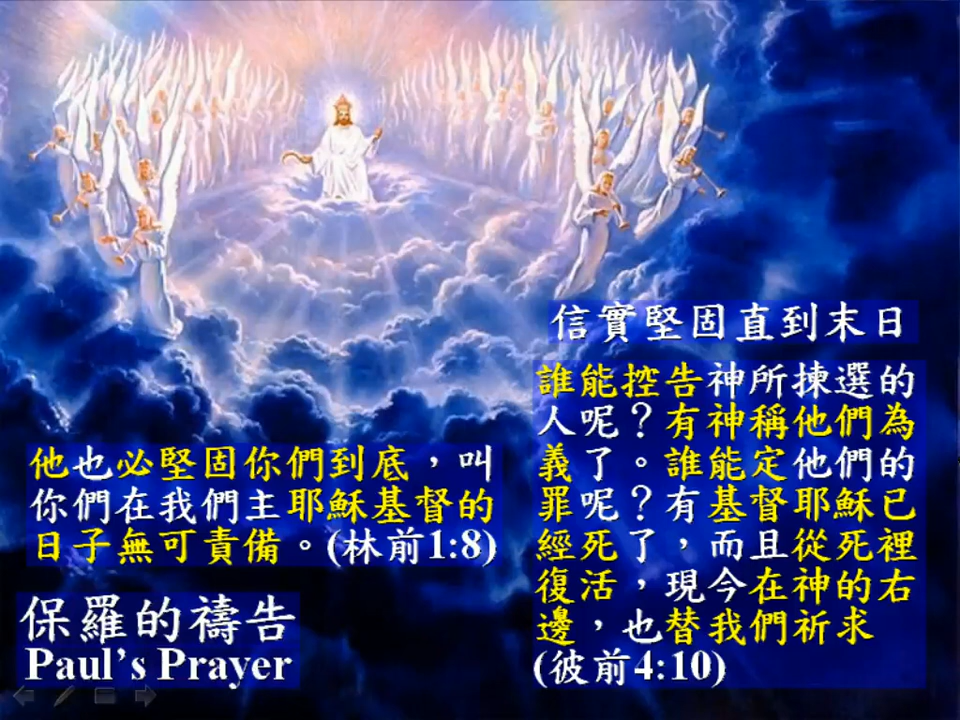 信實堅固直到末日
誰能控告神所揀選的
人呢？有神稱他們為
義了。誰能定他們的
罪呢？有基督耶穌已
經死了，而且從死裡
復活，現今在神的右
邊，也替我們祈求
(彼前4:10)
他也必堅固你們到底，叫
你們在我們主耶穌基督的
日子無可責備。(林前1:8)
保羅的禱告
Paul's Prayer